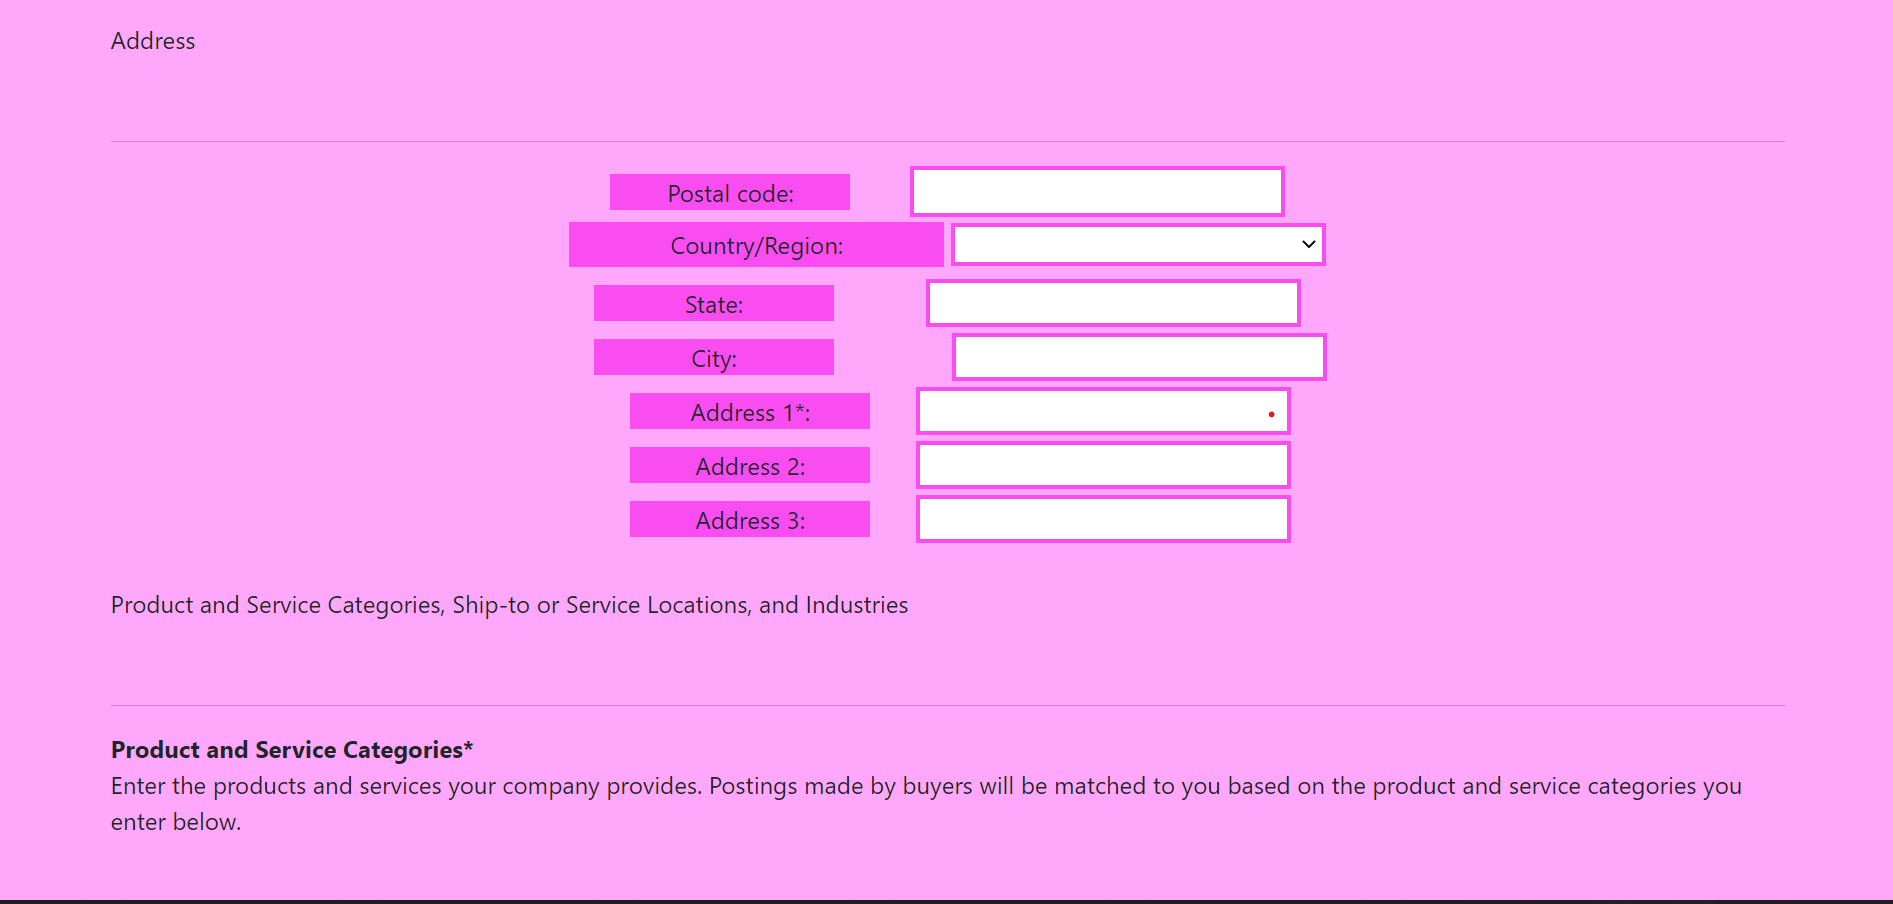 Address
Postal code:
Country/Region:
State:
City:
Address 1*:
Address 2:
Address 3:
Product and Service Categories, Ship-to or Service Locations, and Industries
Product and Service Categories*
Enter the products and services your company provides. Postings made by buyers will be matched to you based on the product and service categories you
enter below.